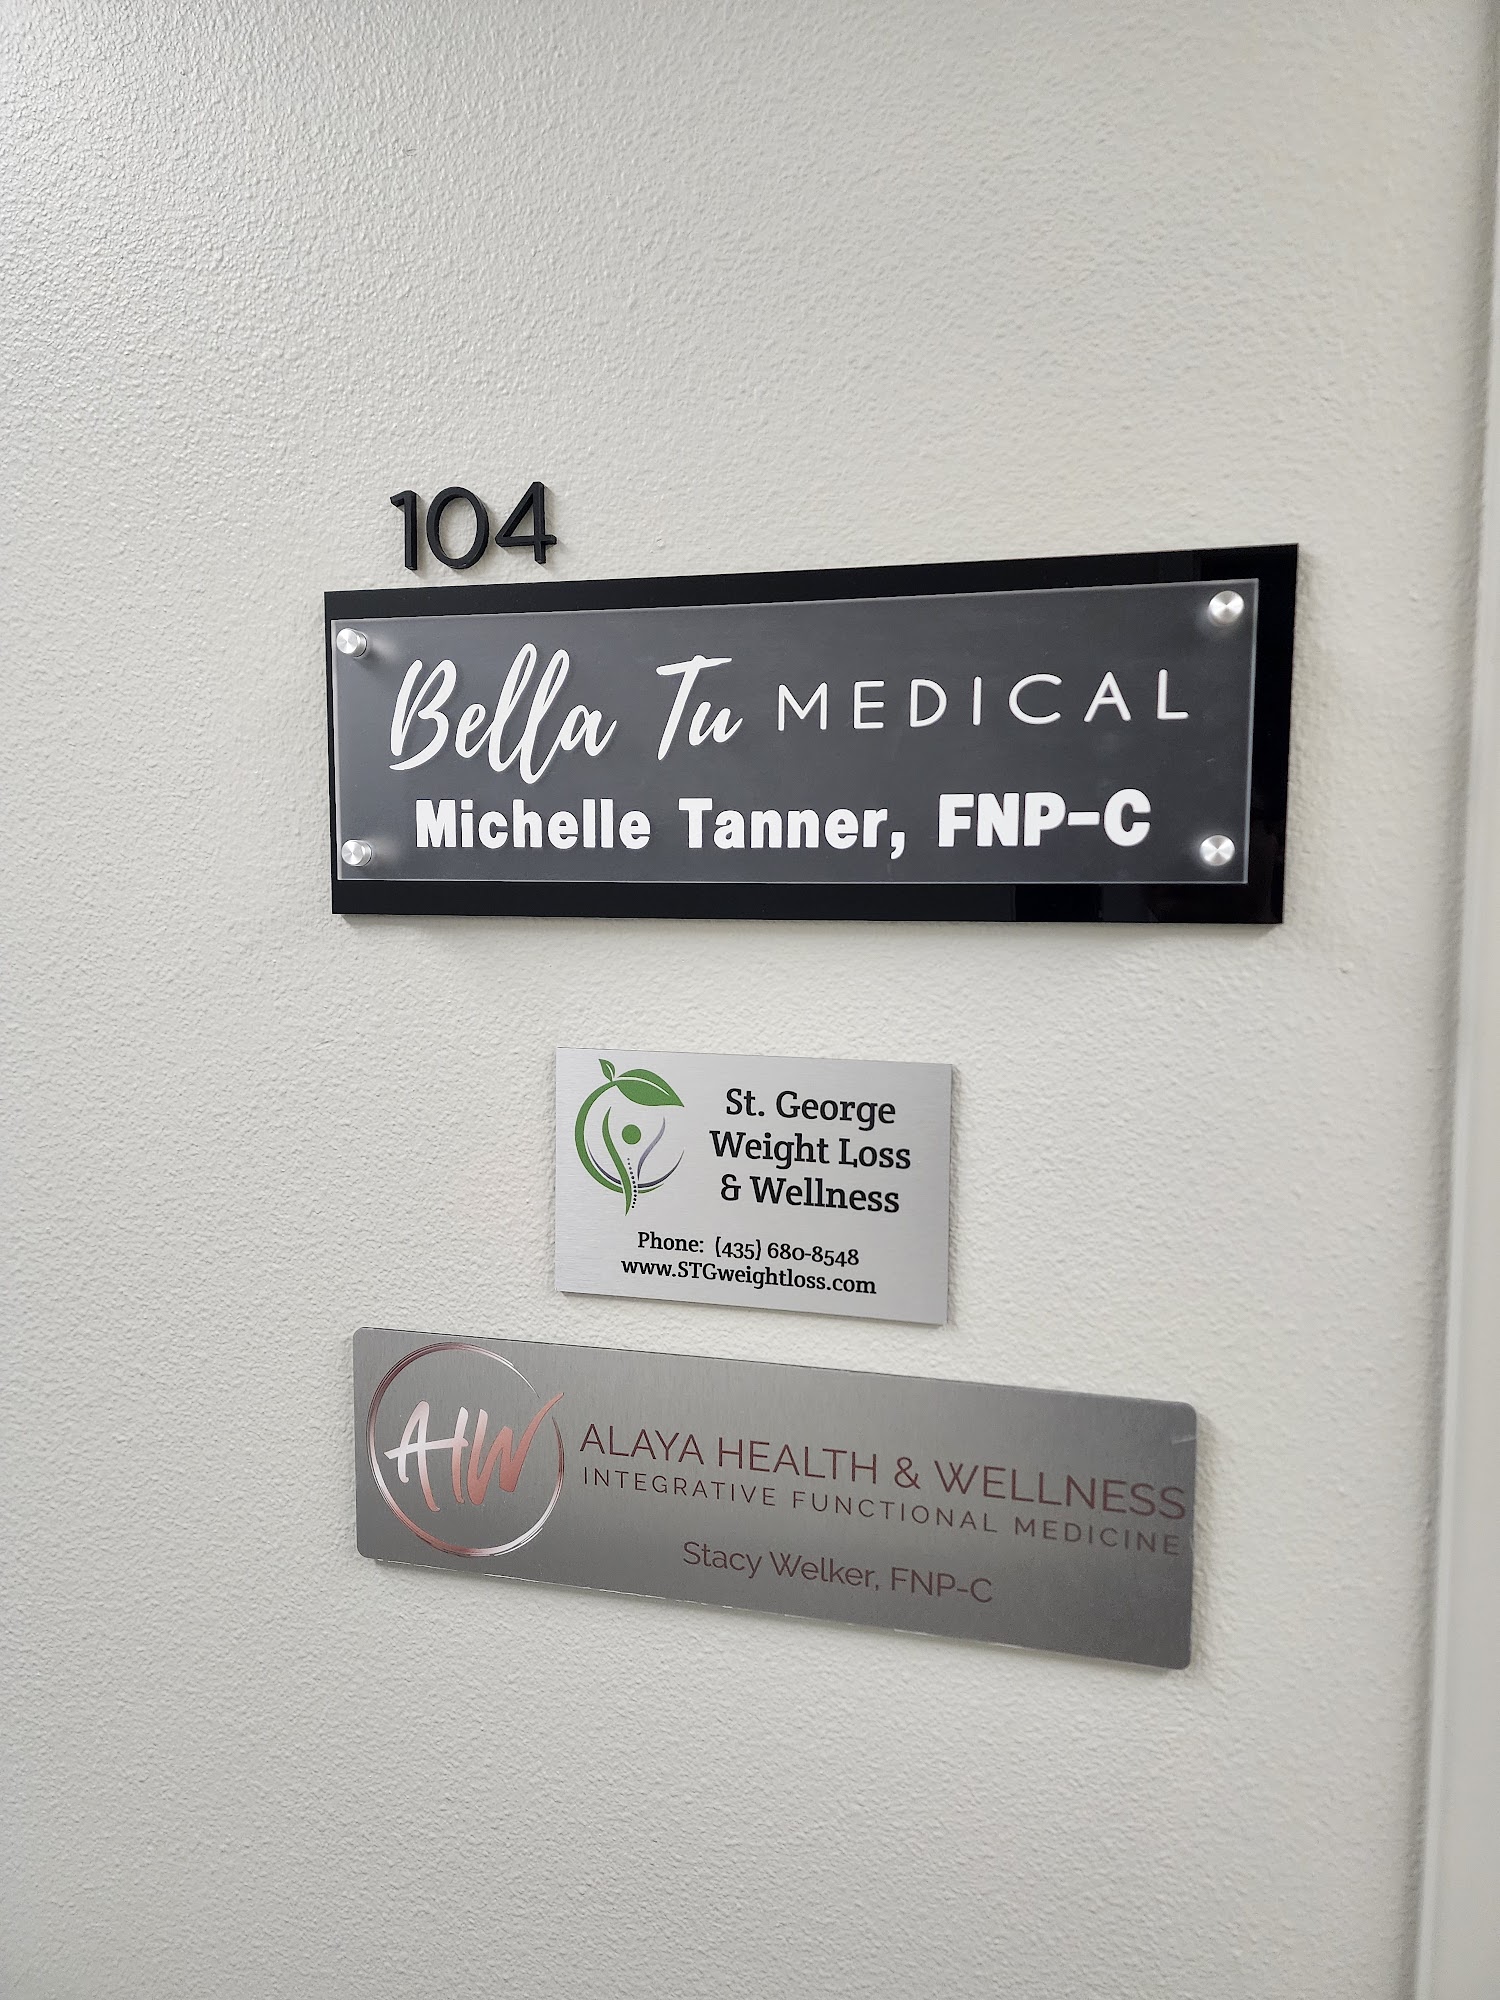 104
Bella Tu MEDICAL
Michelle Tanner, FNP-C
St. George
Weight Loss
& Wellness
Phone: (435) 680-8548
www.STGweightloss.com
AHW
ALAYA HEALTH & WELLNESS
INTEGRATIVE FUNCTIONAL MEDICINE
Stacy Welker, FNP-C